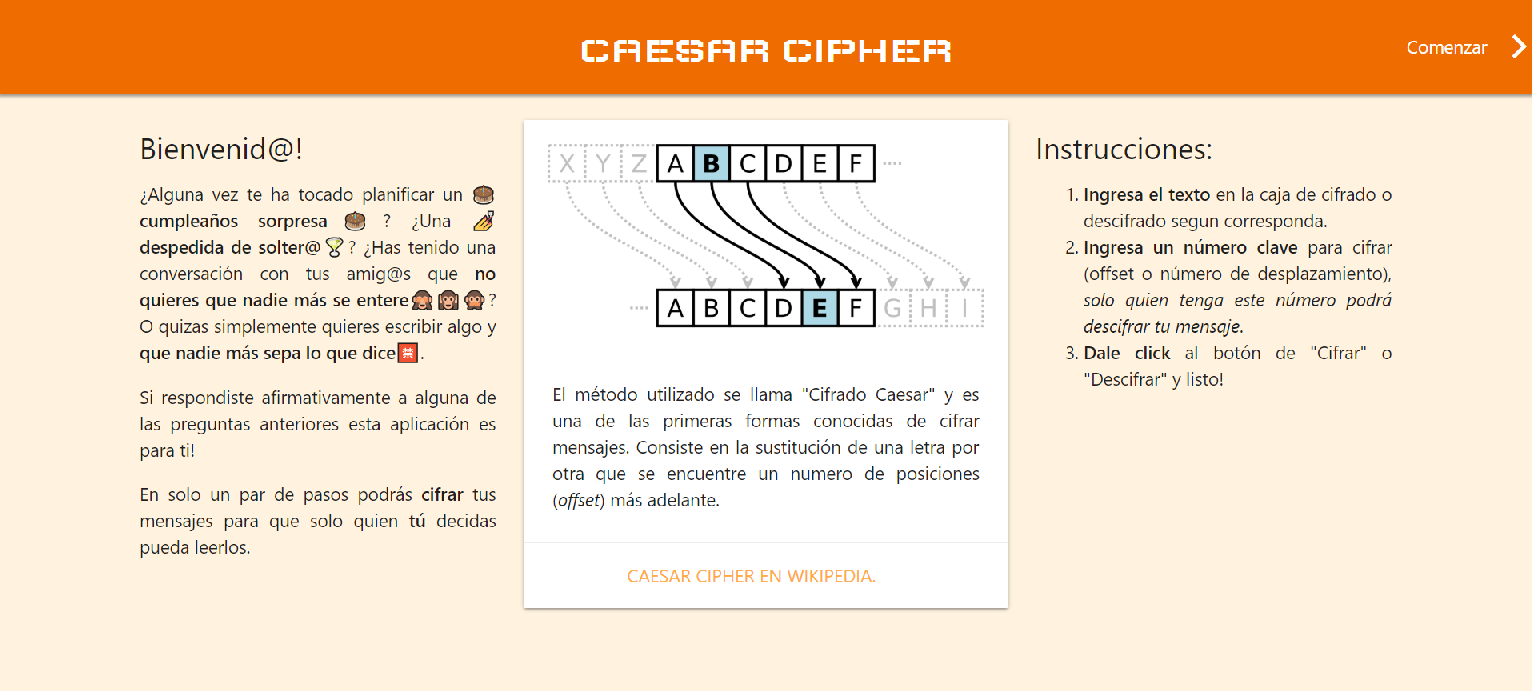 CAESAR CIPHER
Comenzar
Bienvenid@!
¿Alguna vez te ha tocado planificar un 🎂
cumpleaños sorpresa 🎂 ? ¿Una 💅
despedida de solter@🏆? ¿Has tenido una
conversación con tus amig@s que no
quieres que nadie más se entere🙈🙉🙊?
O quizas simplemente quieres escribir algo y
que nadie más sepa lo que dice.
Si respondiste afirmativamente a alguna de
las preguntas anteriores esta aplicación es
para ti!
En solo un par de pasos podrás cifrar tus
mensajes para que solo quien tú decidas
pueda leerlos.
X Y Z A B C D E F ....
.... A B C D E F G H I
El método utilizado se llama "Cifrado Caesar" y es
una de las primeras formas conocidas de cifrar
mensajes. Consiste en la sustitución de una letra por
otra que se encuentre un numero de posiciones
(offset) más adelante.
CAESAR CIPHER EN WIKIPEDIA.
Instrucciones:
1. Ingresa el texto en la caja de cifrado o
descifrado segun corresponda.
2. Ingresa un número clave para cifrar
(offset o número de desplazamiento),
solo quien tenga este número podrá
descifrar tu mensaje.
3. Dale click al botón de "Cifrar" o
"Descifrar" y listo!